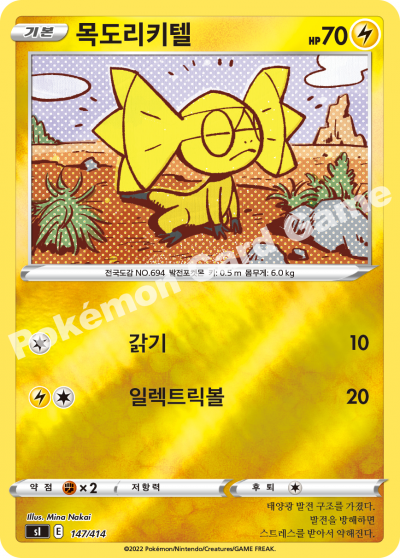 기본 목도리키텔 HP 70
Pokémon Card Game
전국도감 NO.694 발전포켓몬 키: 0.5 m 몸무게: 6.0 kg
갉기 10
일렉트릭볼 20
약점 ×2 저항력 후퇴
Illus. Mina Nakai
sI E 147/414
태양광 발전 구조를 가졌다.
발전을 방해하면
스트레스를 받아서 약해진다.
©2022 Pokémon/Nintendo/Creatures/GAME FREAK.